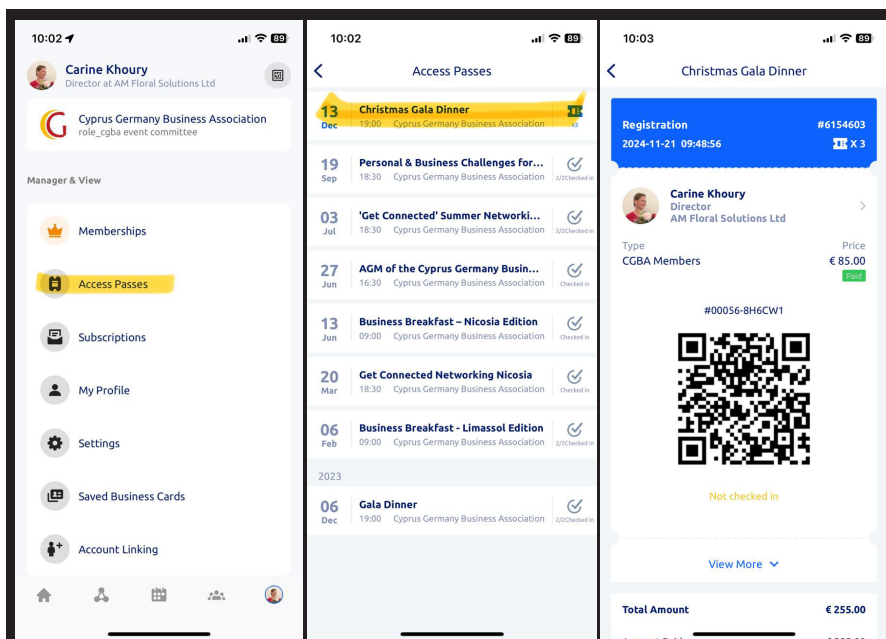 10:02
89
Carine Khoury
Director at AM Floral Solutions Ltd
Cyprus Germany Business Association
role_cgba event committee
Manager & View
Memberships
Access Passes
Subscriptions
My Profile
Settings
Saved Business Cards
Account Linking
10:02
89
Access Passes
13 Dec
Christmas Gala Dinner
19:00 Cyprus Germany Business Association
x3
19 Sep
Personal & Business Challenges for...
18:30 Cyprus Germany Business Association
2/2Checked in
03 Jul
'Get Connected' Summer Networki...
18:30 Cyprus Germany Business Association
2/2Checked in
27 Jun
AGM of the Cyprus Germany Busin...
16:30 Cyprus Germany Business Association
Checked in
13 Jun
Business Breakfast – Nicosia Edition
09:00 Cyprus Germany Business Association
Checked in
20 Mar
Get Connected Networking Nicosia
18:30 Cyprus Germany Business Association
Checked in
06 Feb
Business Breakfast - Limassol Edition
09:00 Cyprus Germany Business Association
2/2Checked in
2023
06 Dec
Gala Dinner
19:00 Cyprus Germany Business Association
2/2Checked in
10:03
89
Christmas Gala Dinner
Registration #6154603
2024-11-21 09:48:56 X 3
Carine Khoury
Director
AM Floral Solutions Ltd
Type Price
CGBA Members € 85.00
Paid
#00056-8H6CW1
Not checked in
View More
Total Amount € 255.00